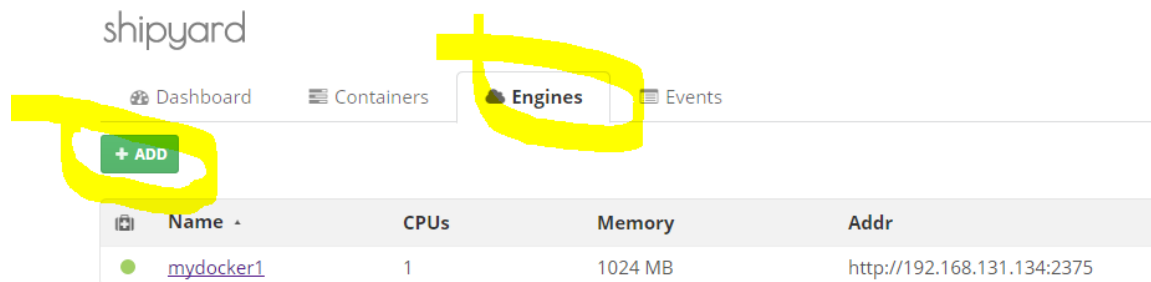 shipyard
Dashboard Containers Engines Events
+ ADD
Name CPUs Memory Addr
mydocker1 1 1024 MB http://192.168.131.134:2375